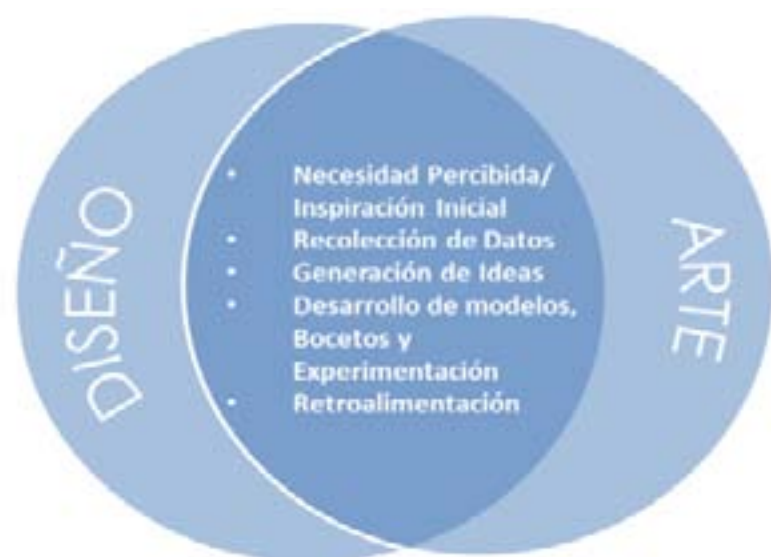 DISEÑO
• Necesidad Percibida/
Inspiración Inicial
• Recolección de Datos
• Generación de Ideas
• Desarrollo de modelos,
Bocetos y
Experimentación
• Retroalimentación
ARTE